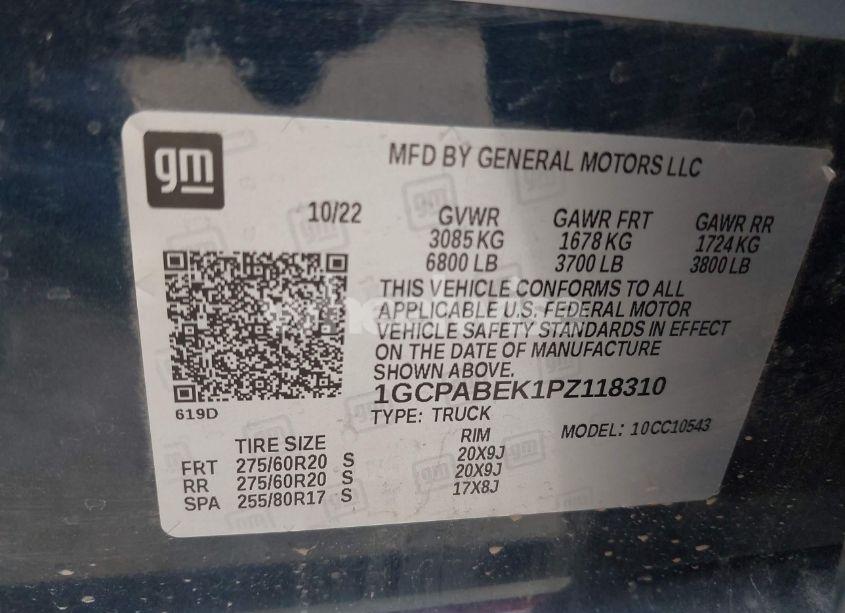 gm
MFD BY GENERAL MOTORS LLC
10/22
GVWR GAWR FRT GAWR RR
3085 KG 1678 KG 1724 KG
6800 LB 3700 LB 3800 LB
THIS VEHICLE CONFORMS TO ALL
APPLICABLE U.S. FEDERAL MOTOR
VEHICLE SAFETY STANDARDS IN EFFECT
ON THE DATE OF MANUFACTURE
SHOWN ABOVE.
1GCPABEK1PZ118310
619D
TYPE: TRUCK
MODEL: 10CC10543
TIRE SIZE RIM
FRT 275/60R20 S 20X9J
RR 275/60R20 S 20X9J
SPA 255/80R17 S 17X8J